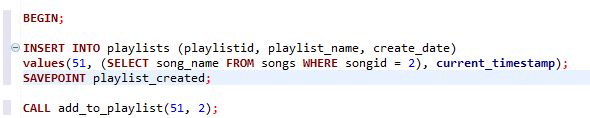 BEGIN;
INSERT INTO playlists (playlistid, playlist_name, create_date)
values(51, (SELECT song_name FROM songs WHERE songid = 2), current_timestamp);
SAVEPOINT playlist_created;
CALL add_to_playlist(51, 2);